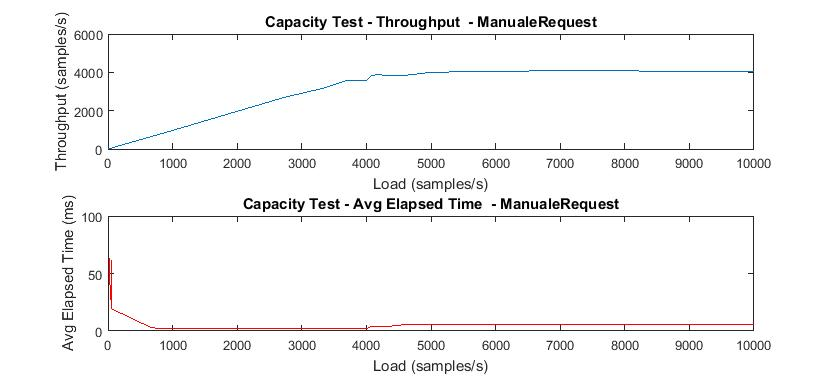 Capacity Test - Throughput - ManualeRequest
Throughput (samples/s)
6000
4000
2000
0
0 1000 2000 3000 4000 5000 6000 7000 8000 9000 10000
Load (samples/s)
Capacity Test - Avg Elapsed Time - ManualeRequest
Avg Elapsed Time (ms)
100
50
0
0 1000 2000 3000 4000 5000 6000 7000 8000 9000 10000
Load (samples/s)